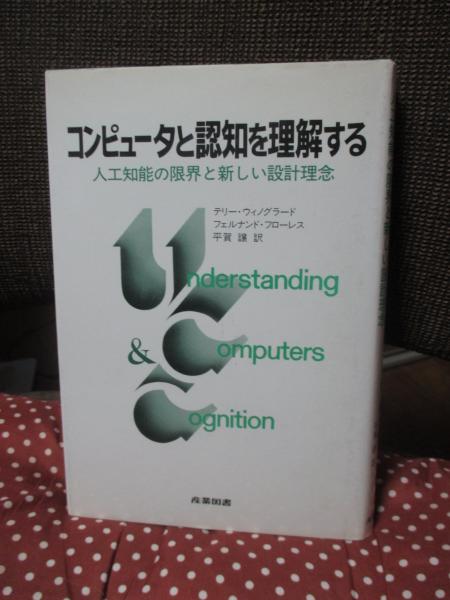 コンピュータと認知を理解する
人工知能の限界と新しい設計理念
テリー・ウィノグラード
フェルナンド・フローレス
平賀 譲 訳
Understanding
& Computers
Cognition
産業図書